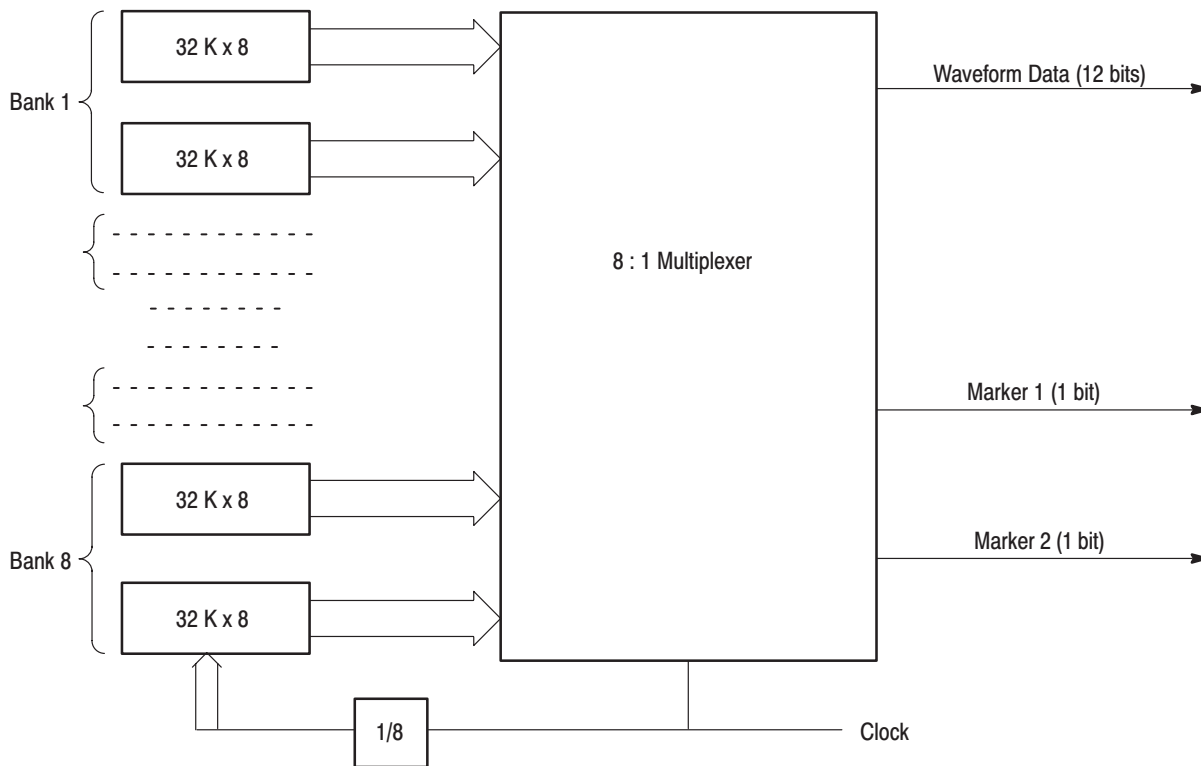 32 K x 8
Waveform Data (12 bits)
Bank 1
32 K x 8
8 : 1 Multiplexer
Marker 1 (1 bit)
32 K x 8
Marker 2 (1 bit)
Bank 8
32 K x 8
1/8
Clock